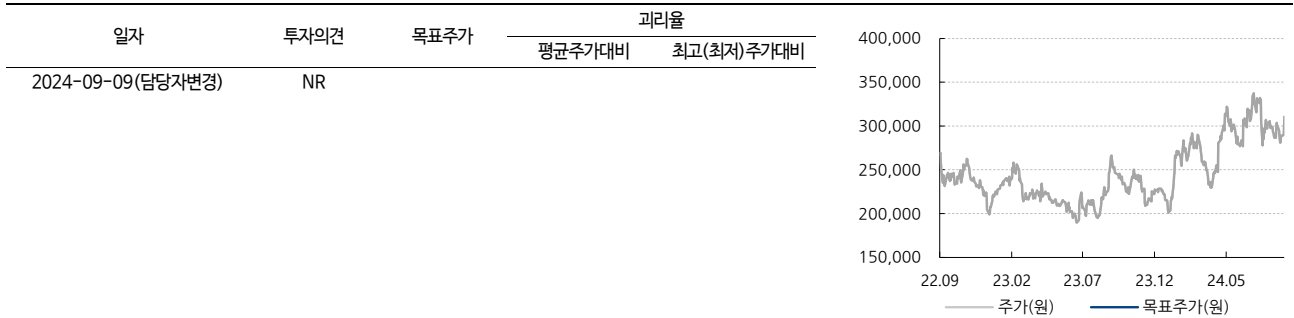 일자 투자의견 목표주가 괴리율
평균주가대비 최고(최저)주가대비
2024-09-09(담당자변경) NR
400,000
350,000
300,000
250,000
200,000
150,000
22.09 23.02 23.07 23.12 24.05
주가(원) 목표주가(원)